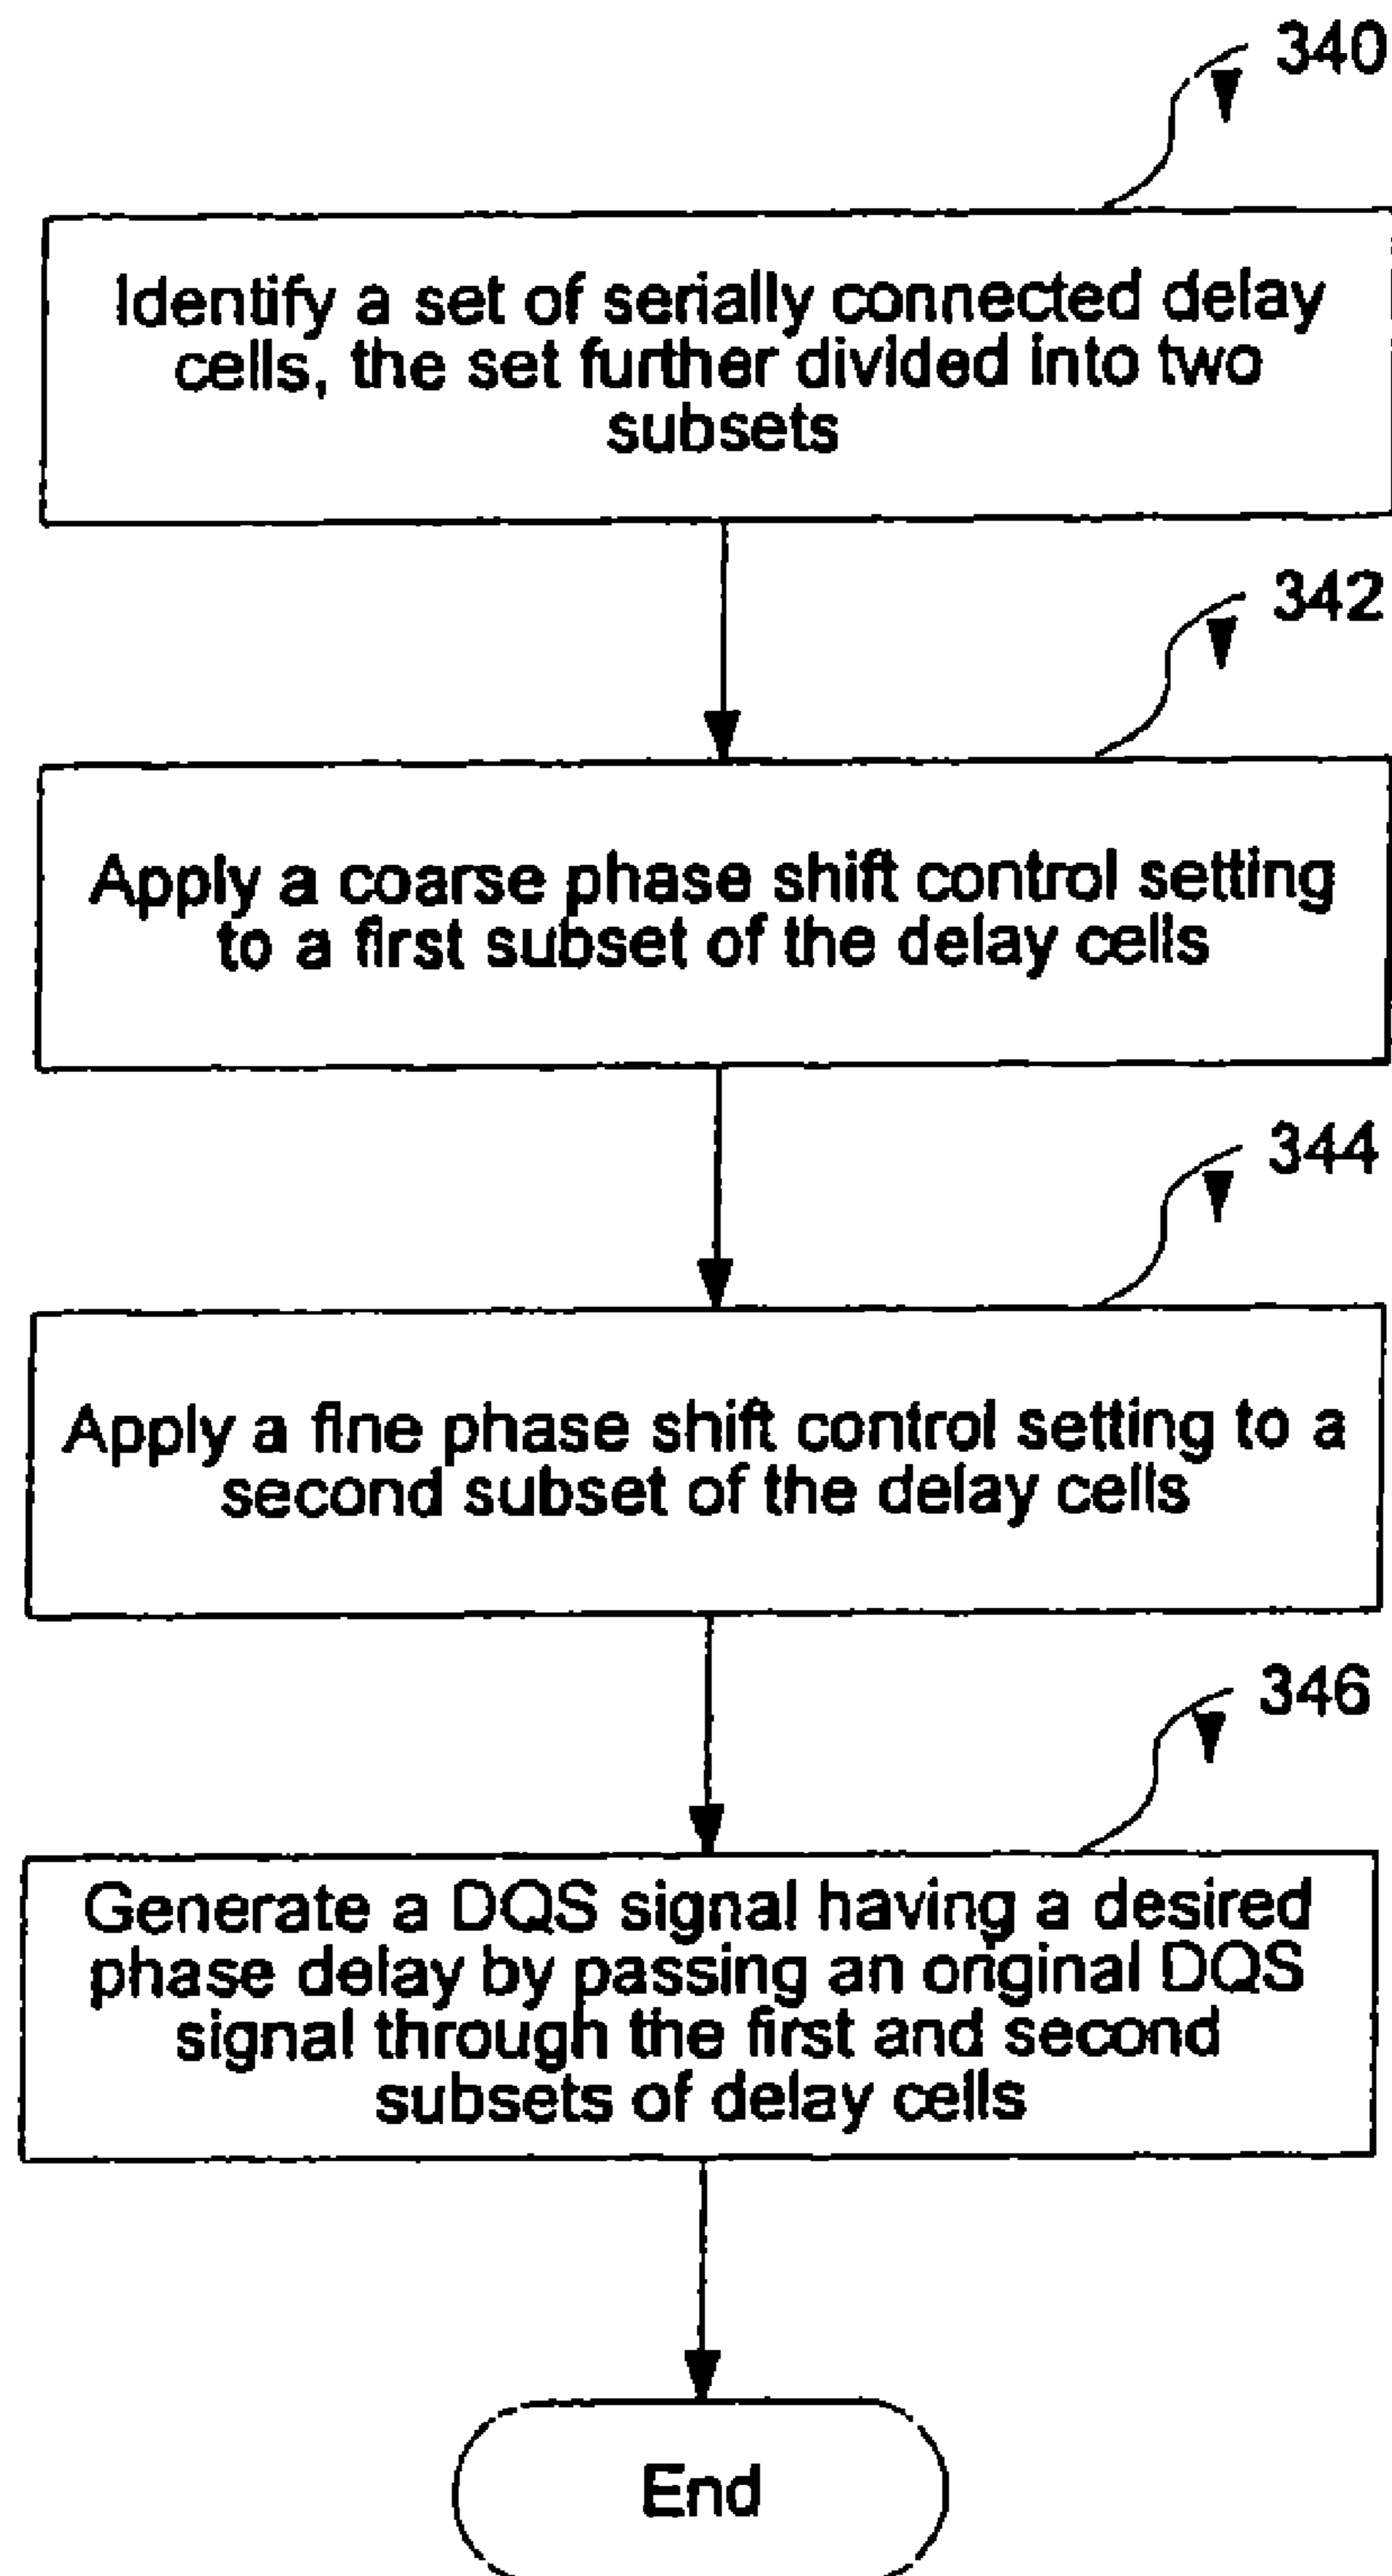 340
Identify a set of serially connected delay
cells, the set further divided into two
subsets
342
Apply a coarse phase shift control setting
to a first subset of the delay cells
344
Apply a fine phase shift control setting to a
second subset of the delay cells
346
Generate a DQS signal having a desired
phase delay by passing an original DQS
signal through the first and second
subsets of delay cells
End